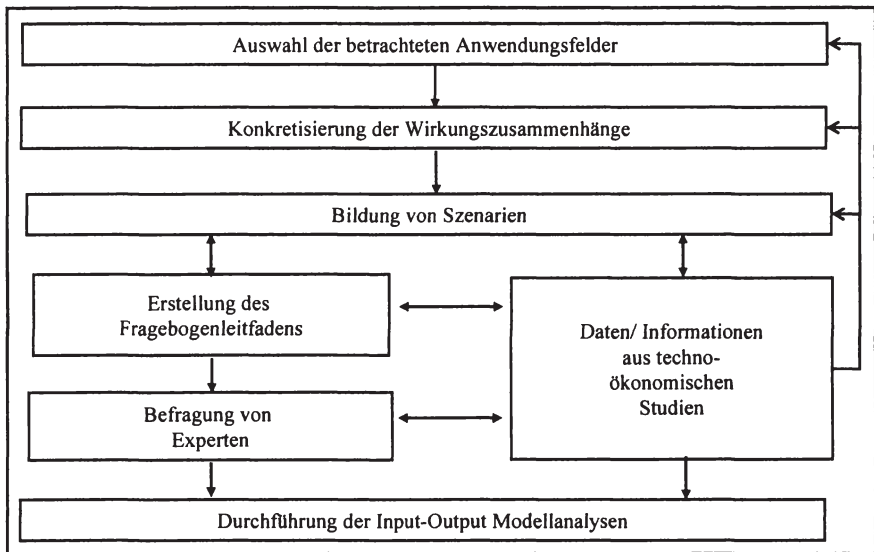 Auswahl der betrachteten Anwendungsfelder
Konkretisierung der Wirkungszusammenhänge
Bildung von Szenarien
Erstellung des
Fragebogenleitfadens
Daten/ Informationen
aus techno-
ökonomischen
Studien
Befragung von
Experten
Durchführung der Input-Output Modellanalysen